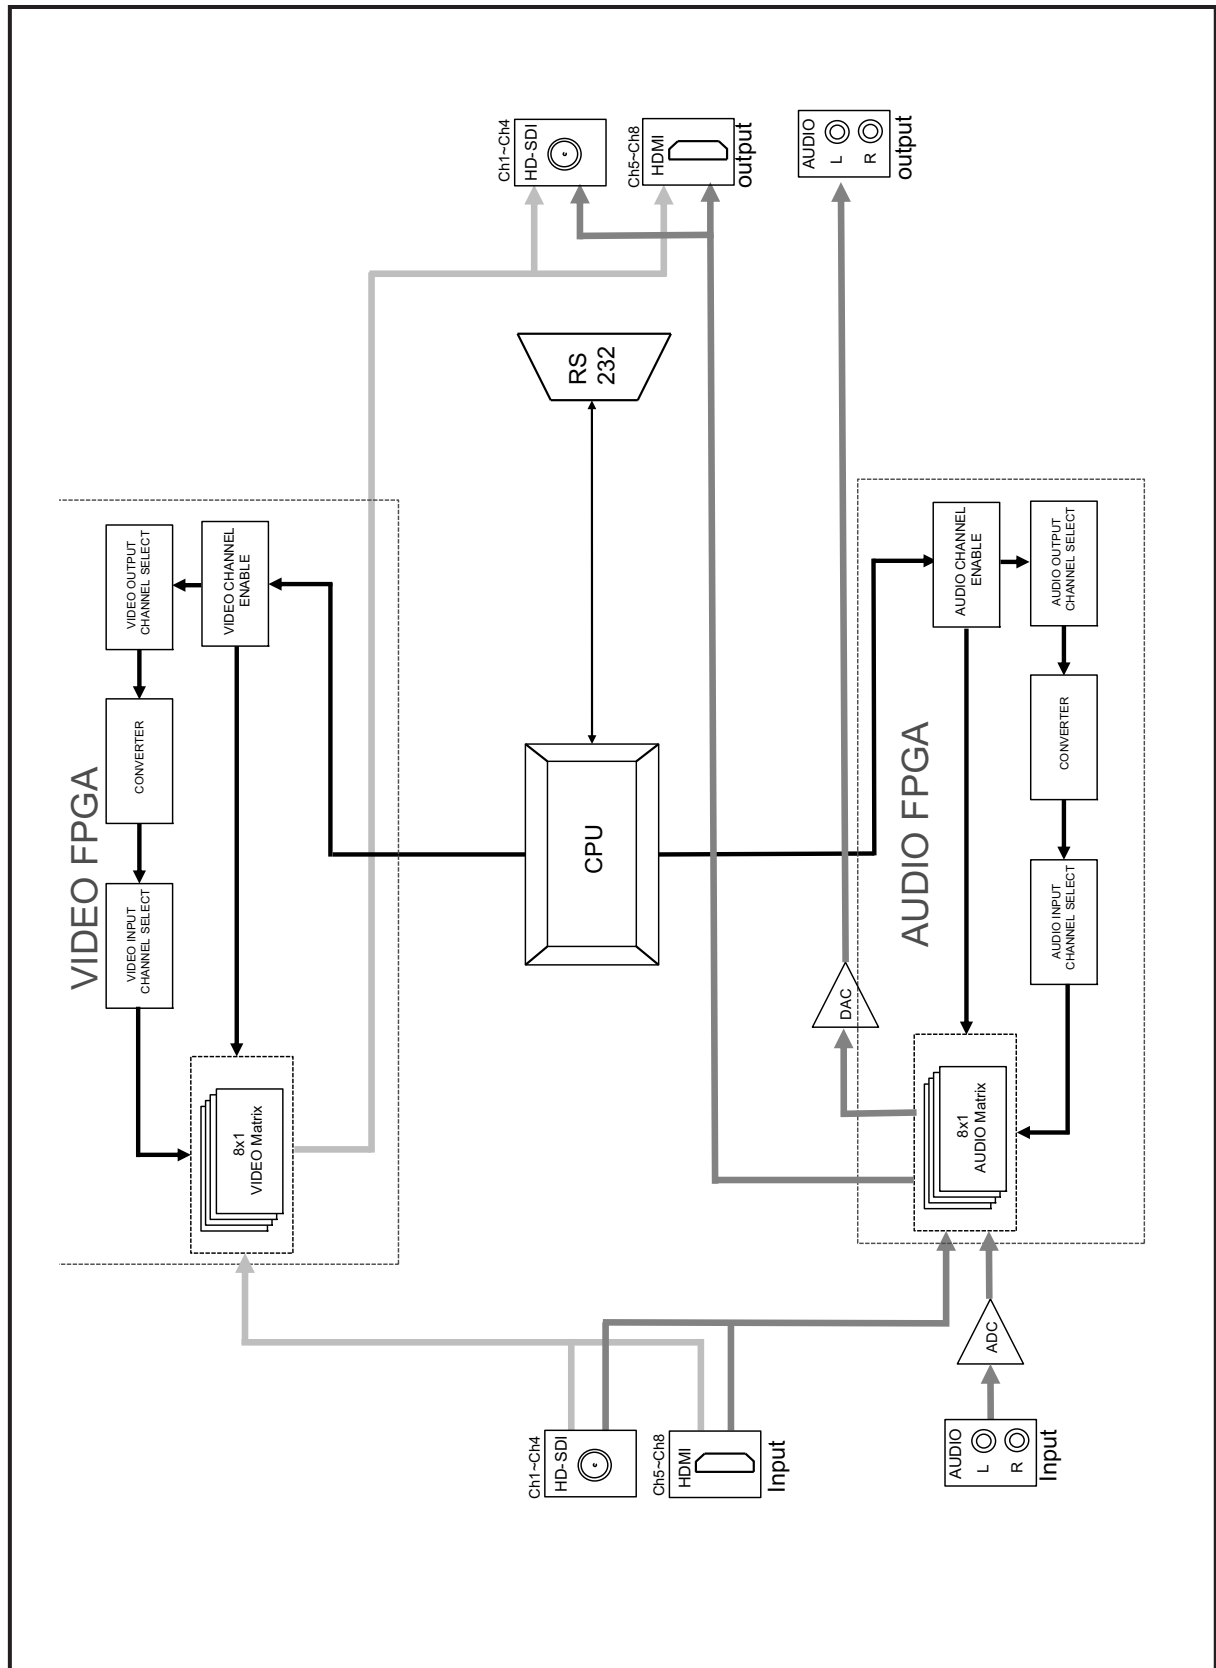 VIDEO FPGA
VIDEO INPUT
CHANNEL SELECT
CONVERTER
VIDEO OUTPUT
CHANNEL SELECT
VIDEO CHANNEL
ENABLE
8x1
VIDEO Matrix
Ch1~Ch4
HD-SDI
Ch5~Ch8
HDMI
Input
CPU
RS
232
Ch1~Ch4
HD-SDI
Ch5~Ch8
HDMI
output
AUDIO
L
R
output
DAC
AUDIO FPGA
AUDIO CHANNEL
ENABLE
8x1
AUDIO Matrix
AUDIO INPUT
CHANNEL SELECT
CONVERTER
AUDIO OUTPUT
CHANNEL SELECT
ADC
AUDIO
L
R
Input